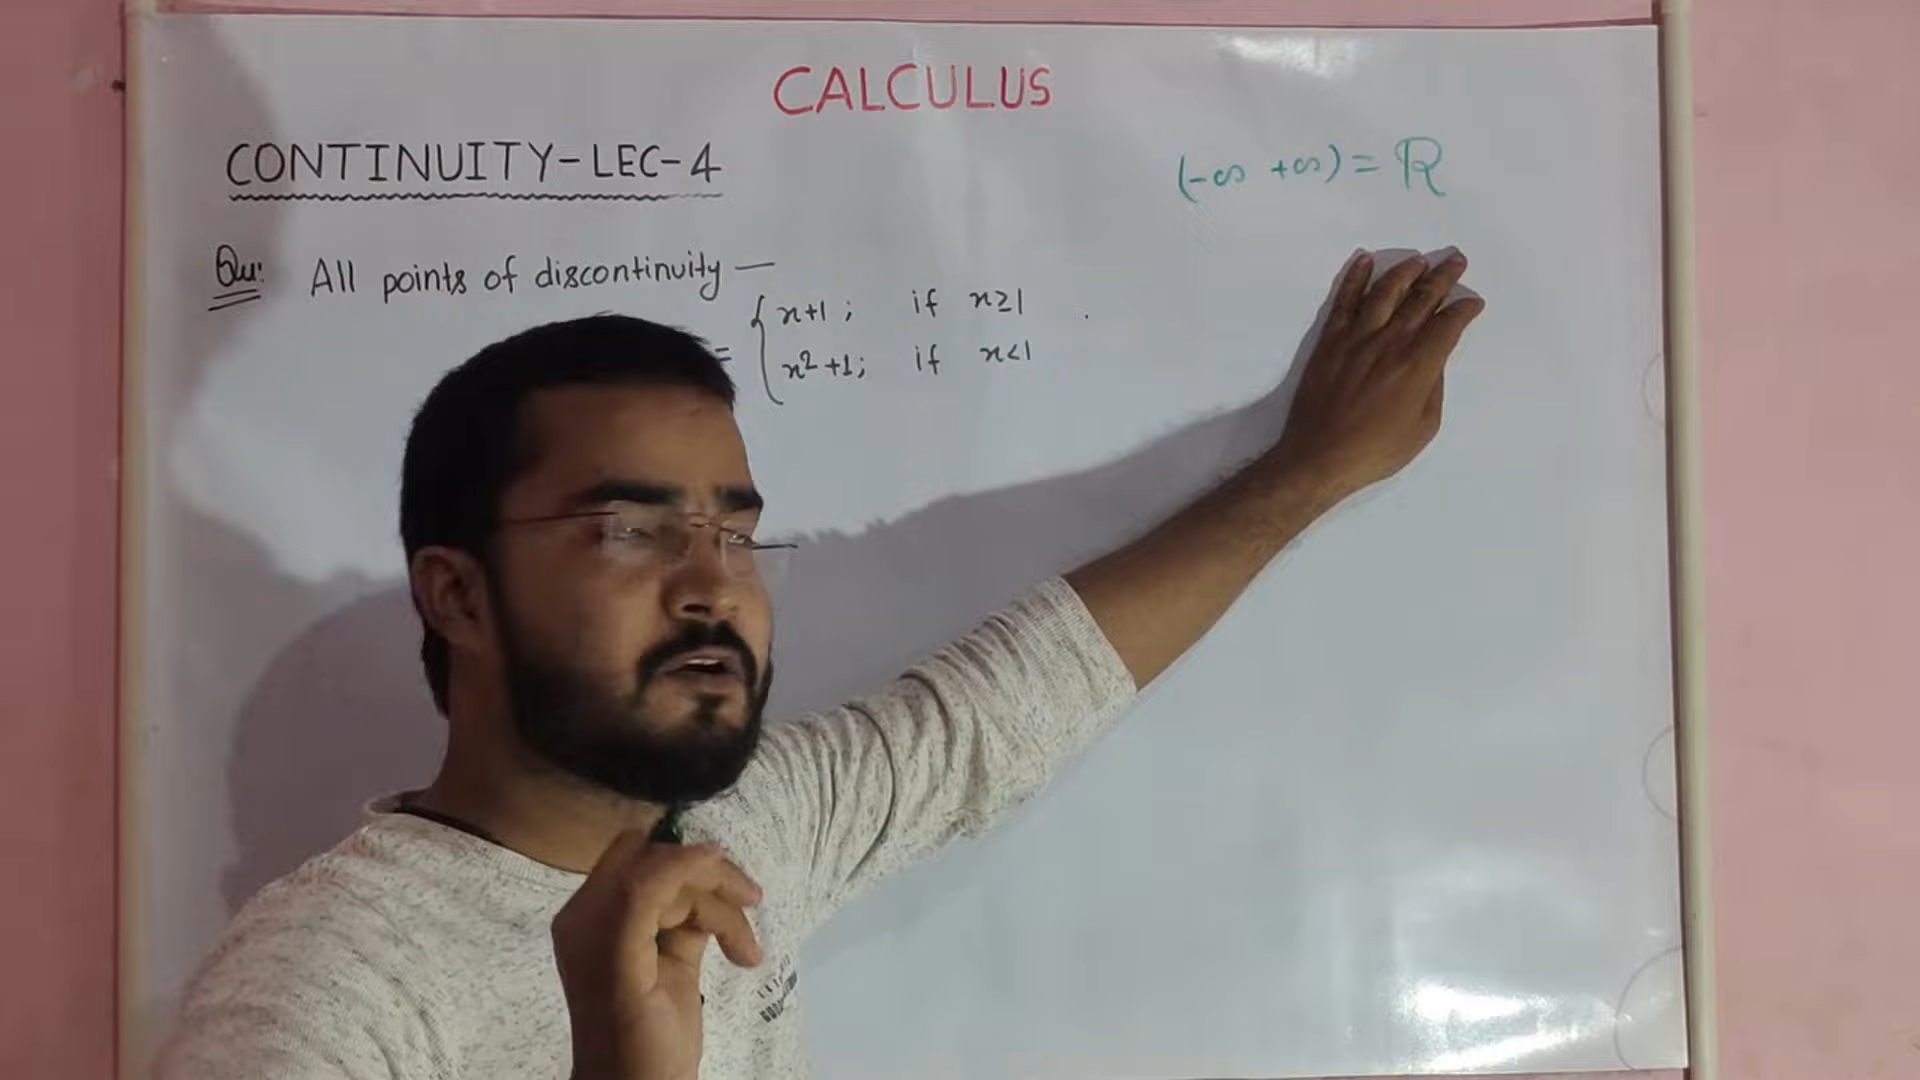 CALCULUS
CONTINUITY-LEC-4
(-∞ +∞) = ℝ
Qu: All points of discontinuity —
= { x+1 ; if x≥1 .
x²+1; if x<1